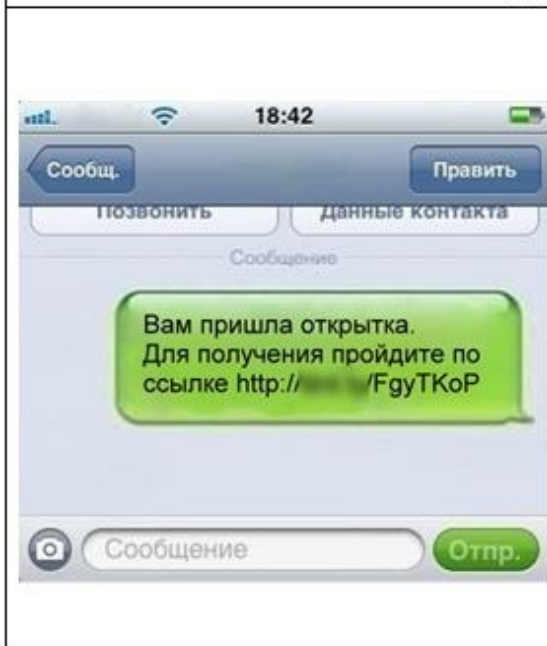 18:42
Сообщ.
Править
Позвонить
Данные контакта
Сообщение
Вам пришла открытка.
Для получения пройдите по
ссылке http:// /FgyTKoP
Сообщение
Отпр.